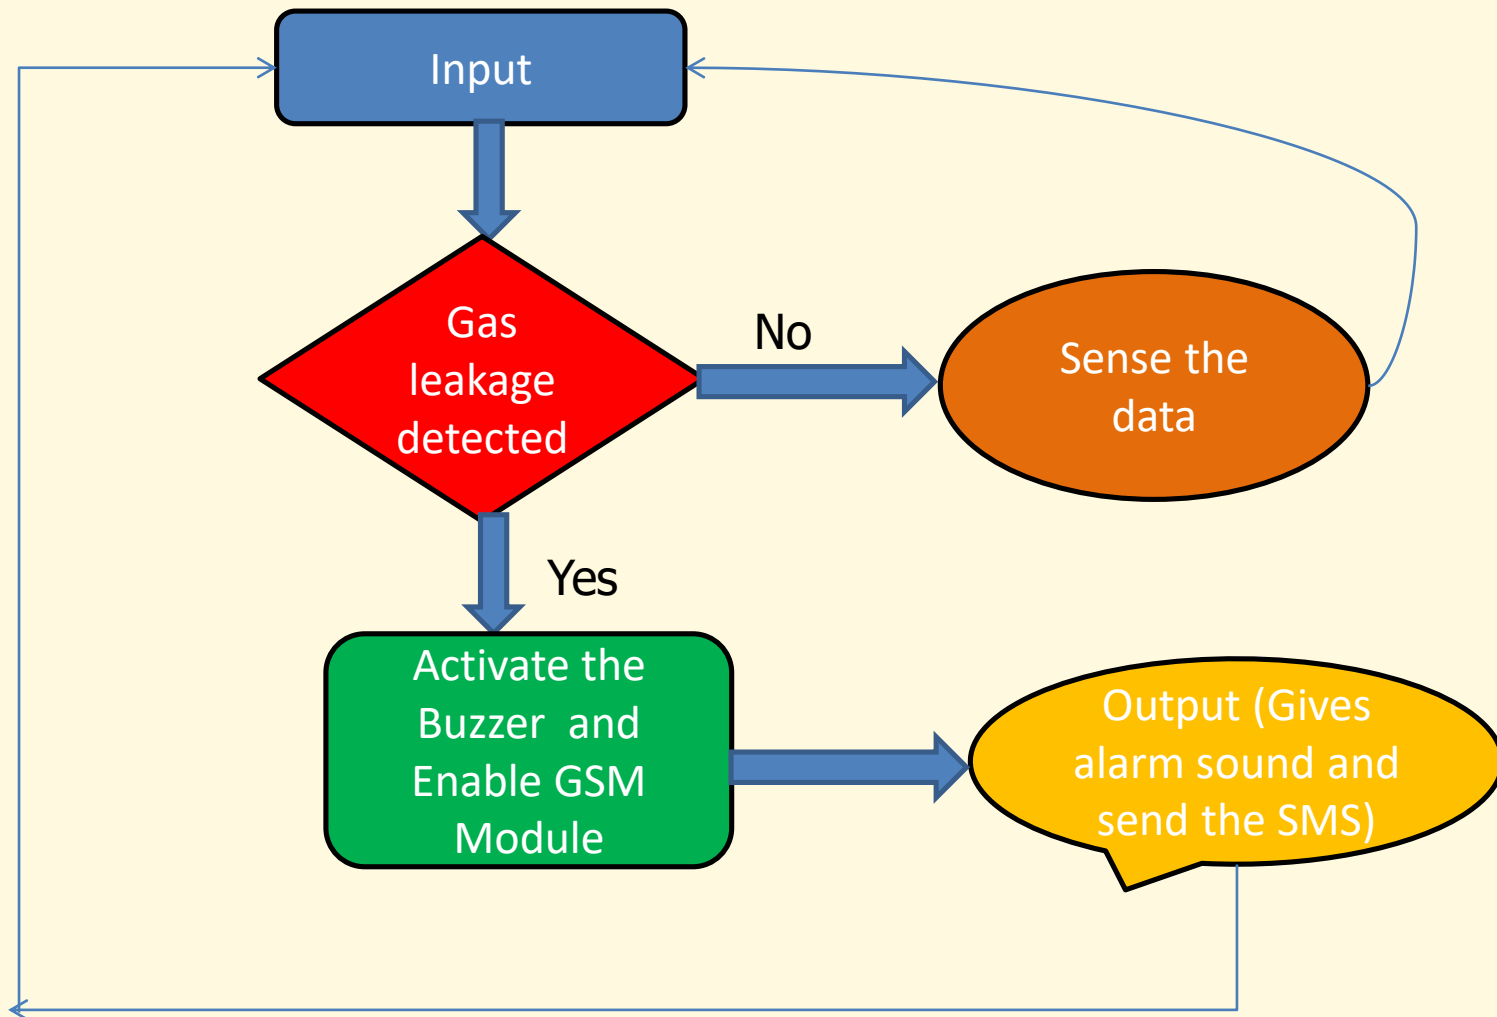 Input
Gas
leakage
detected
No
Sense the
data
Yes
Activate the
Buzzer  and
Enable GSM
Module
Output (Gives
alarm sound and
send the SMS)